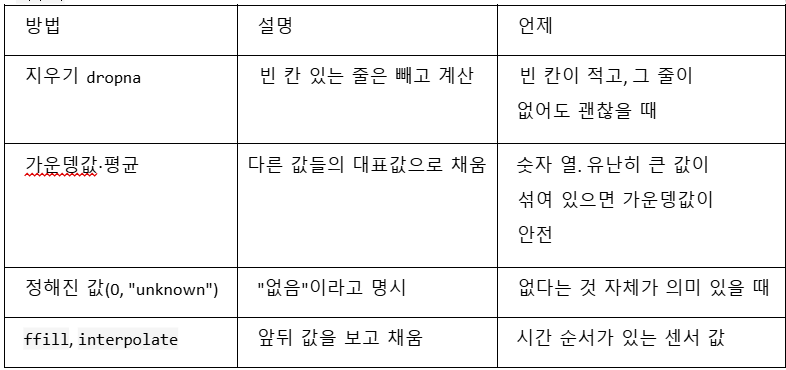 방법 설명 언제
지우기 dropna 빈 칸 있는 줄은 빼고 계산 빈 칸이 적고, 그 줄이
없어도 괜찮을 때
가운뎅값·평균 다른 값들의 대표값으로 채움 숫자 열. 유난히 큰 값이
섞여 있으면 가운뎅값이
안전
정해진 값(0, "unknown") "없음"이라고 명시 없다는 것 자체가 의미 있을 때
ffill, interpolate 앞뒤 값을 보고 채움 시간 순서가 있는 센서 값